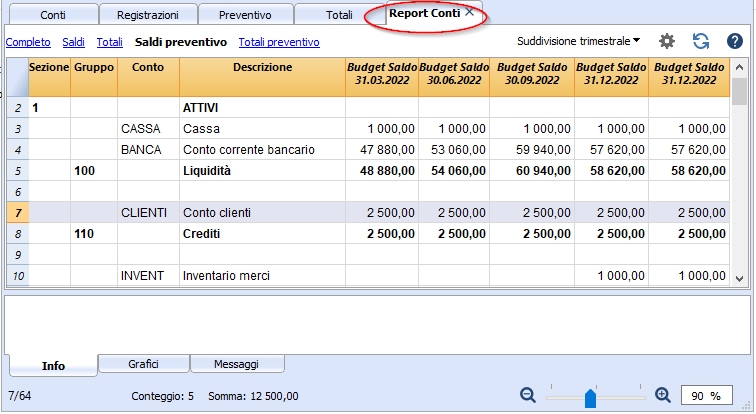 Conti Registrazioni Preventivo Totali Report Conti ×
Completo Saldi Totali Saldi preventivo Totali preventivo Suddivisione trimestrale ?
Sezione Gruppo Conto Descrizione Budget Saldo 31.03.2022 Budget Saldo 30.06.2022 Budget Saldo 30.09.2022 Budget Saldo 31.12.2022 Budget Saldo 31.12.2022
2 1 ATTIVI
3 CASSA Cassa 1 000,00 1 000,00 1 000,00 1 000,00 1 000,00
4 BANCA Conto corrente bancario 47 880,00 53 060,00 59 940,00 57 620,00 57 620,00
5 100 Liquidità 48 880,00 54 060,00 60 940,00 58 620,00 58 620,00
6
7 CLIENTI Conto clienti 2 500,00 2 500,00 2 500,00 2 500,00 2 500,00
8 110 Crediti 2 500,00 2 500,00 2 500,00 2 500,00 2 500,00
9
10 INVENT Inventario merci 1 000,00 1 000,00
Info Grafici Messaggi
7/64 Conteggio: 5 Somma: 12 500,00 90 %